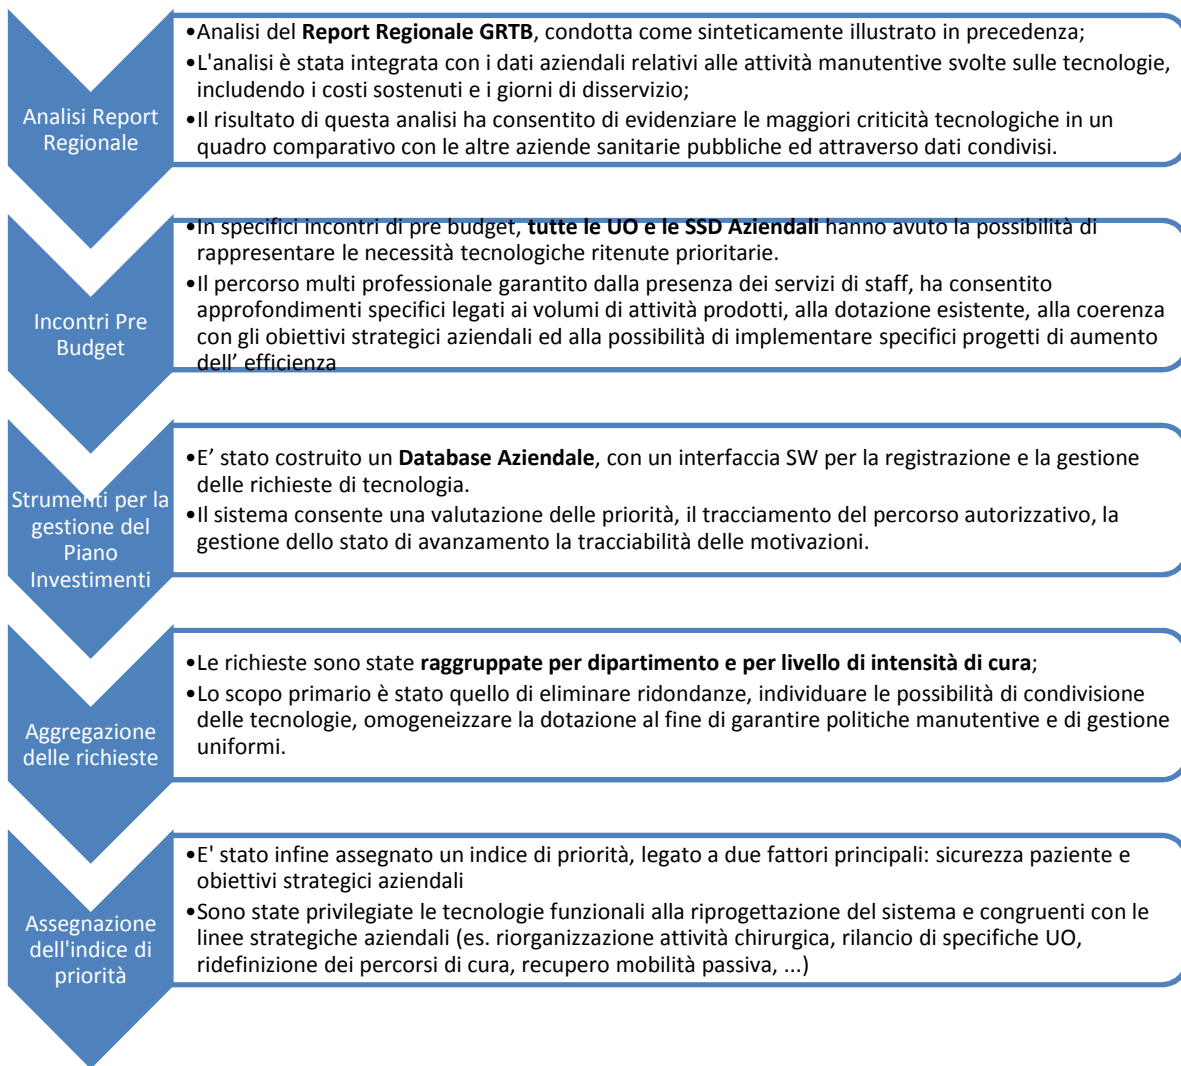 Analisi Report
Regionale
•Analisi del Report Regionale GRTB, condotta come sinteticamente illustrato in precedenza;
•L'analisi è stata integrata con i dati aziendali relativi alle attività manutentive svolte sulle tecnologie,
includendo i costi sostenuti e i giorni di disservizio;
•Il risultato di questa analisi ha consentito di evidenziare le maggiori criticità tecnologiche in un
quadro comparativo con le altre aziende sanitarie pubbliche ed attraverso dati condivisi.
Incontri Pre
Budget
•In specifici incontri di pre budget, tutte le UO e le SSD Aziendali hanno avuto la possibilità di
rappresentare le necessità tecnologiche ritenute prioritarie.
•Il percorso multi professionale garantito dalla presenza dei servizi di staff, ha consentito
approfondimenti specifici legati ai volumi di attività prodotti, alla dotazione esistente, alla coerenza
con gli obiettivi strategici aziendali ed alla possibilità di implementare specifici progetti di aumento
dell’ efficienza
Strumenti per la
gestione del
Piano
Investimenti
•E’ stato costruito un Database Aziendale, con un interfaccia SW per la registrazione e la gestione
delle richieste di tecnologia.
•Il sistema consente una valutazione delle priorità, il tracciamento del percorso autorizzativo, la
gestione dello stato di avanzamento la tracciabilità delle motivazioni.
Aggregazione
delle richieste
•Le richieste sono state raggruppate per dipartimento e per livello di intensità di cura;
•Lo scopo primario è stato quello di eliminare ridondanze, individuare le possibilità di condivisione
delle tecnologie, omogeneizzare la dotazione al fine di garantire politiche manutentive e di gestione
uniformi.
Assegnazione
dell'indice di
priorità
•E' stato infine assegnato un indice di priorità, legato a due fattori principali: sicurezza paziente e
obiettivi strategici aziendali
•Sono state privilegiate le tecnologie funzionali alla riprogettazione del sistema e congruenti con le
linee strategiche aziendali (es. riorganizzazione attività chirurgica, rilancio di specifiche UO,
ridefinizione dei percorsi di cura, recupero mobilità passiva, ...)